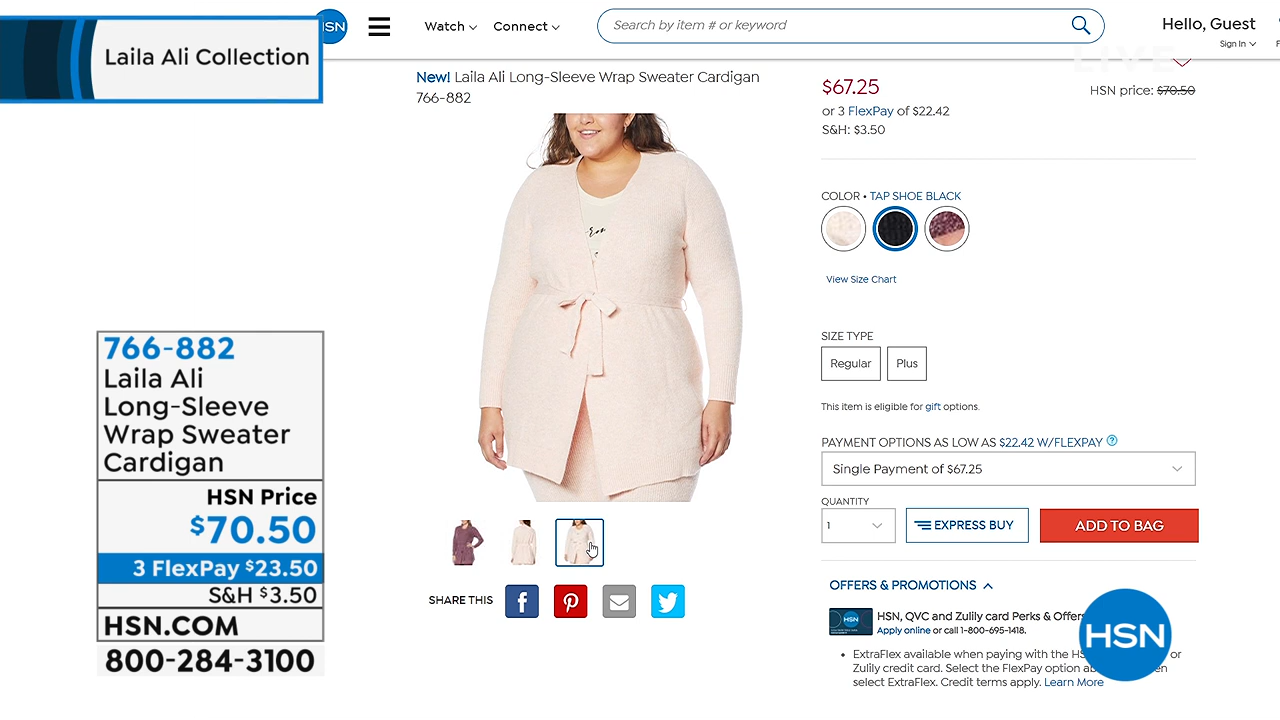 Laila Ali Collection
HSN
Watch
Connect
Search by item # or keyword
Hello, Guest
Sign In
LIVE
New! Laila Ali Long-Sleeve Wrap Sweater Cardigan
766-882
$67.25
HSN price: $70.50
or 3 FlexPay of $22.42
S&H: $3.50
COLOR • TAP SHOE BLACK
View Size Chart
SIZE TYPE
Regular
Plus
This item is eligible for gift options.
PAYMENT OPTIONS AS LOW AS $22.42 W/FLEXPAY ?
Single Payment of $67.25
QUANTITY
1
EXPRESS BUY
ADD TO BAG
OFFERS & PROMOTIONS
HSN, QVC and Zulily card Perks & Offers
Apply online or call 1-800-695-1418.
• ExtraFlex available when paying with the HS or
Zulily credit card. Select the FlexPay option
select ExtraFlex. Credit terms apply. Learn More
SHARE THIS
766-882
Laila Ali
Long-Sleeve
Wrap Sweater
Cardigan
HSN Price
$70.50
3 FlexPay $23.50
S&H $3.50
HSN.COM
800-284-3100
HSN